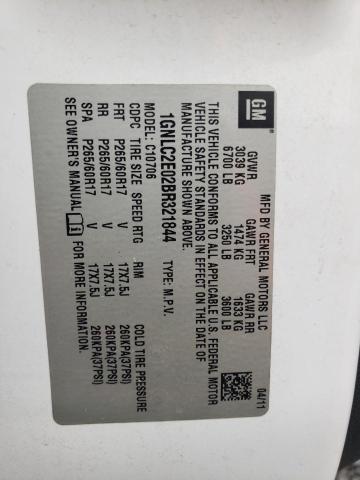 GM
MFD BY GENERAL MOTORS LLC
04/11
GVWR GAWR FRT GAWR RR
3039 KG 1474 KG 1633 KG
6700 LB 3250 LB 3600 LB
THIS VEHICLE CONFORMS TO ALL APPLICABLE U.S. FEDERAL MOTOR
VEHICLE SAFETY STANDARDS IN EFFECT ON THE DATE OF
MANUFACTURE SHOWN ABOVE.
1GNLC2E02BR321844 TYPE: M.P.V.
MODEL: C10706
CDPC TIRE SIZE SPEED RTG RIM COLD TIRE PRESSURE
FRT P265/60R17 V 17X7.5J 260KPA(37PSI)
RR P265/60R17 V 17X7.5J 260KPA(37PSI)
SPA P265/60R17 V 17X7.5J 260KPA(37PSI)
SEE OWNER'S MANUAL FOR MORE INFORMATION.